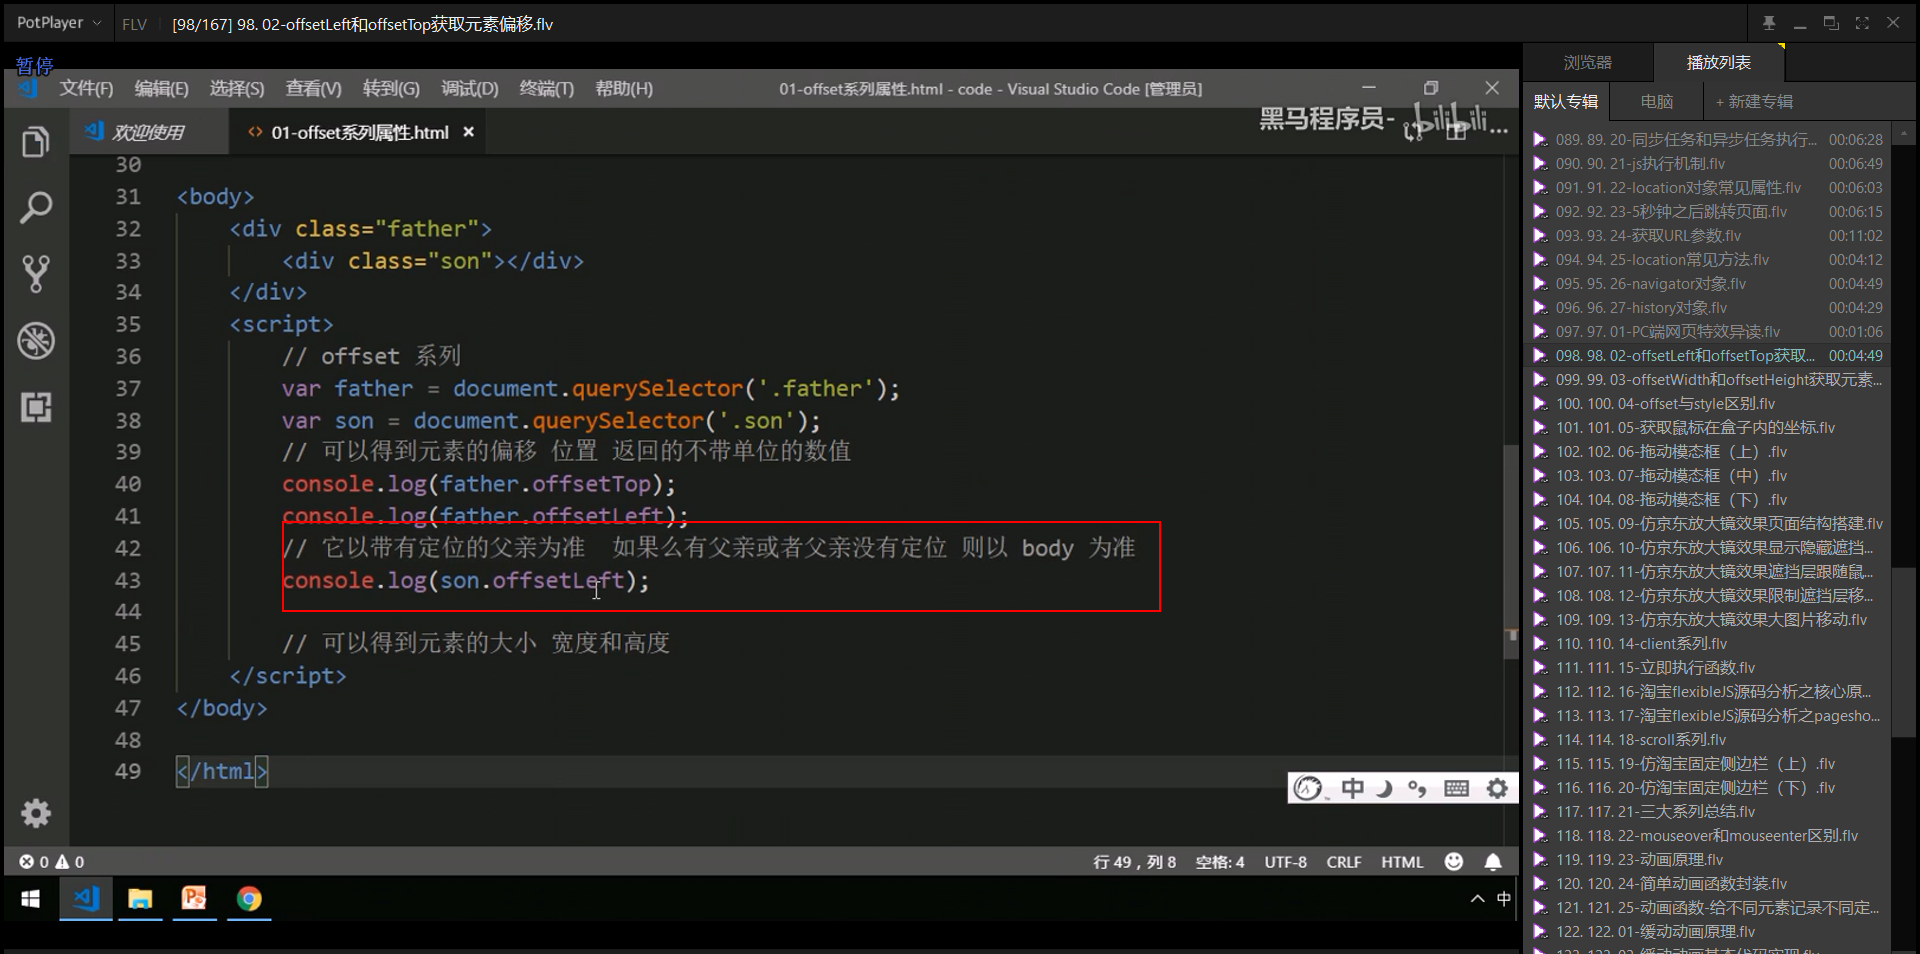 PotPlayer FLV [98/167] 98. 02-offsetLeft和offsetTop获取元素偏移.flv
暂停
文件(F) 编辑(E) 选择(S) 查看(V) 转到(G) 调试(D) 终端(T) 帮助(H) 01-offset系列属性.html - code - Visual Studio Code [管理员]
欢迎使用 <> 01-offset系列属性.html ×
黑马程序员- bilibili
30
31 <body>
32 <div class="father">
33 <div class="son"></div>
34 </div>
35 <script>
36 // offset 系列
37 var father = document.querySelector('.father');
38 var son = document.querySelector('.son');
39 // 可以得到元素的偏移 位置 返回的不带单位的数值
40 console.log(father.offsetTop);
41 console.log(father.offsetLeft);
42 // 它以带有定位的父亲为准 如果么有父亲或者父亲没有定位 则以 body 为准
43 console.log(son.offsetLeft);
44
45 // 可以得到元素的大小 宽度和高度
46 </script>
47 </body>
48
49 </html>
中
0 0 行 49，列 8 空格: 4 UTF-8 CRLF HTML
中
浏览器 播放列表
默认专辑 电脑 + 新建专辑
089. 89. 20-同步任务和异步任务执行... 00:06:28
090. 90. 21-js执行机制.flv 00:06:49
091. 91. 22-location对象常见属性.flv 00:06:03
092. 92. 23-5秒钟之后跳转页面.flv 00:06:15
093. 93. 24-获取URL参数.flv 00:11:02
094. 94. 25-location常见方法.flv 00:04:12
095. 95. 26-navigator对象.flv 00:04:49
096. 96. 27-history对象.flv 00:04:29
097. 97. 01-PC端网页特效异读.flv 00:01:06
098. 98. 02-offsetLeft和offsetTop获取... 00:04:49
099. 99. 03-offsetWidth和offsetHeight获取元素...
100. 100. 04-offset与style区别.flv
101. 101. 05-获取鼠标在盒子内的坐标.flv
102. 102. 06-拖动模态框（上）.flv
103. 103. 07-拖动模态框（中）.flv
104. 104. 08-拖动模态框（下）.flv
105. 105. 09-仿京东放大镜效果页面结构搭建.flv
106. 106. 10-仿京东放大镜效果显示隐藏遮挡...
107. 107. 11-仿京东放大镜效果遮挡层跟随鼠...
108. 108. 12-仿京东放大镜效果限制遮挡层移...
109. 109. 13-仿京东放大镜效果大图片移动.flv
110. 110. 14-client系列.flv
111. 111. 15-立即执行函数.flv
112. 112. 16-淘宝flexibleJS源码分析之核心原...
113. 113. 17-淘宝flexibleJS源码分析之pagesho...
114. 114. 18-scroll系列.flv
115. 115. 19-仿淘宝固定侧边栏（上）.flv
116. 116. 20-仿淘宝固定侧边栏（下）.flv
117. 117. 21-三大系列总结.flv
118. 118. 22-mouseover和mouseenter区别.flv
119. 119. 23-动画原理.flv
120. 120. 24-简单动画函数封装.flv
121. 121. 25-动画函数-给不同元素记录不同定...
122. 122. 01-缓动动画原理.flv